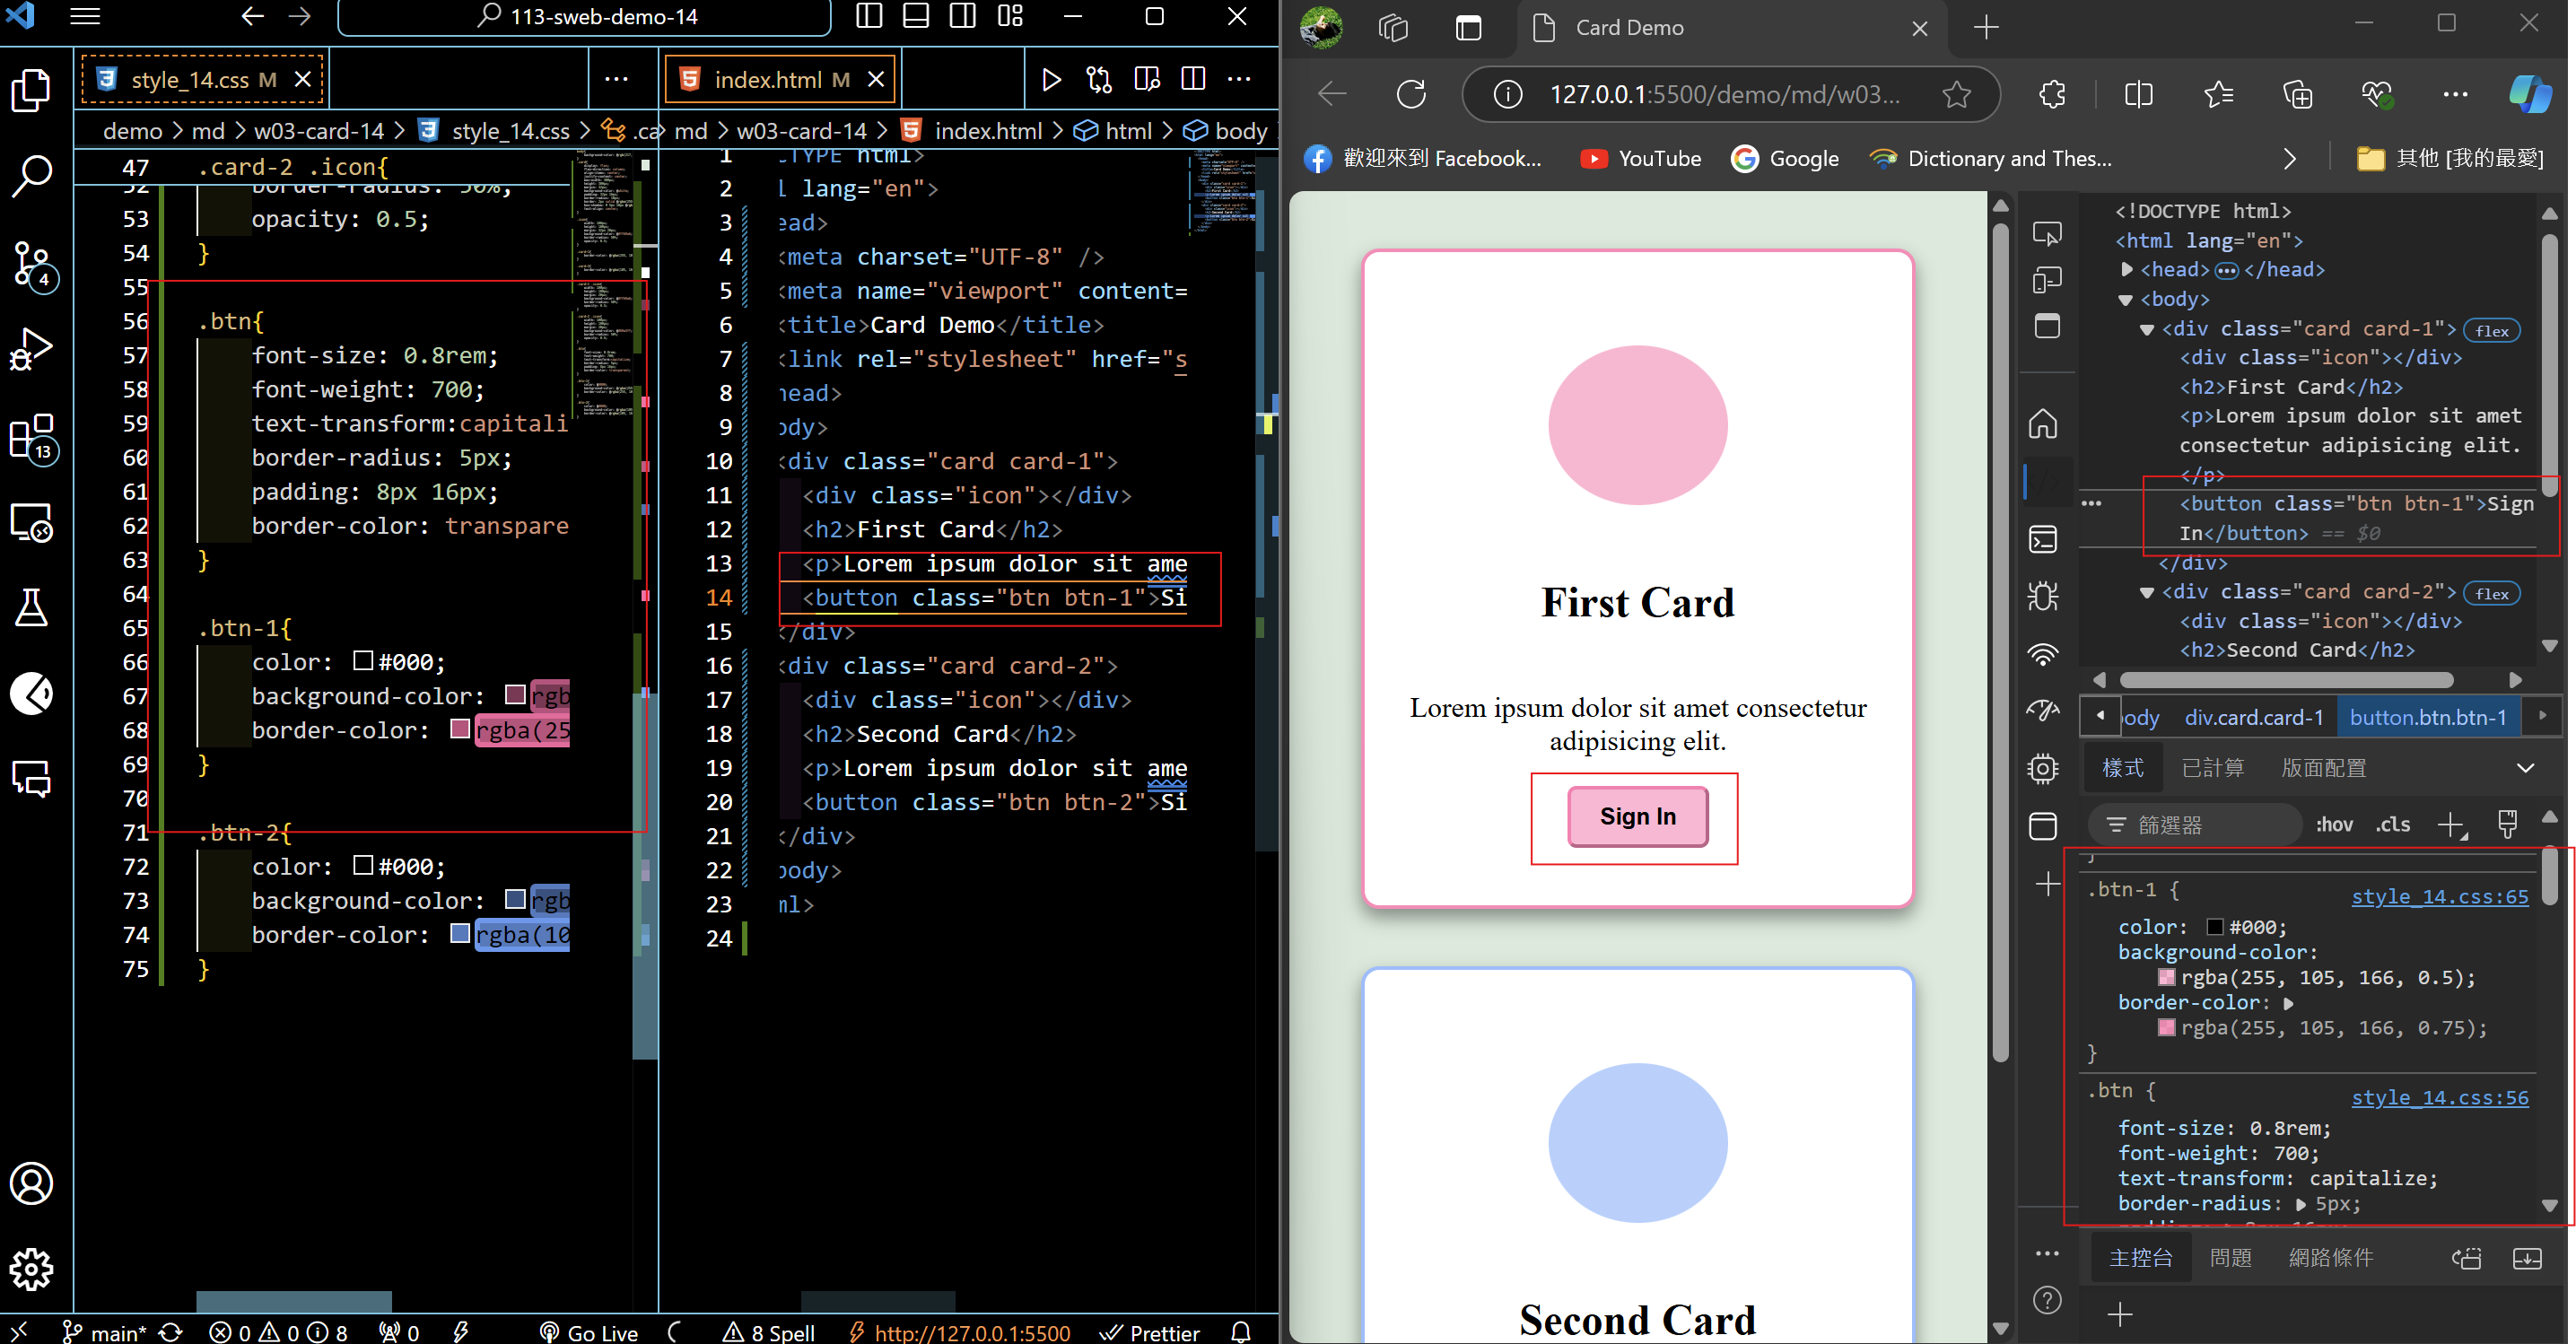 113-sweb-demo-14
style_14.css M
index.html M
demo > md > w03-card-14 > style_14.css > .ca
md > w03-card-14 > index.html > html > body
47 .card-2 .icon{
52 border-radius: 50%;
53 opacity: 0.5;
54 }
55
56 .btn{
57 font-size: 0.8rem;
58 font-weight: 700;
59 text-transform:capitali
60 border-radius: 5px;
61 padding: 8px 16px;
62 border-color: transpare
63 }
64
65 .btn-1{
66 color: #000;
67 background-color: rgb
68 border-color: rgba(25
69 }
70
71 .btn-2{
72 color: #000;
73 background-color: rgb
74 border-color: rgba(10
75 }
1 CTYPE html>
2 l lang="en">
3 ead>
4 <meta charset="UTF-8" />
5 <meta name="viewport" content=
6 <title>Card Demo</title>
7 <link rel="stylesheet" href="s
8 head>
9 ody>
10 <div class="card card-1">
11 <div class="icon"></div>
12 <h2>First Card</h2>
13 <p>Lorem ipsum dolor sit ame
14 <button class="btn btn-1">Si
15 </div>
16 <div class="card card-2">
17 <div class="icon"></div>
18 <h2>Second Card</h2>
19 <p>Lorem ipsum dolor sit ame
20 <button class="btn btn-2">Si
21 </div>
22 body>
23 ml>
24
4
13
main* 0 0 8 0 Go Live 8 Spell http://127.0.0.1:5500 Prettier
Card Demo
127.0.0.1:5500/demo/md/w03...
歡迎來到 Facebook... YouTube Google Dictionary and Thes... 其他 [我的最愛]
First Card
Lorem ipsum dolor sit amet consectetur
adipisicing elit.
Sign In
Second Card
<!DOCTYPE html>
<html lang="en">
<head> ••• </head>
<body>
<div class="card card-1"> flex
<div class="icon"></div>
<h2>First Card</h2>
<p>Lorem ipsum dolor sit amet
consectetur adipisicing elit.
</p>
<button class="btn btn-1">Sign
In</button> == $0
</div>
<div class="card card-2"> flex
<div class="icon"></div>
<h2>Second Card</h2>
ody div.card.card-1 button.btn.btn-1
樣式 已計算 版面配置
篩選器 :hov .cls
}
.btn-1 { style_14.css:65
color: #000;
background-color:
rgba(255, 105, 166, 0.5);
border-color:
rgba(255, 105, 166, 0.75);
}
.btn { style_14.css:56
font-size: 0.8rem;
font-weight: 700;
text-transform: capitalize;
border-radius: 5px;
主控台 問題 網路條件